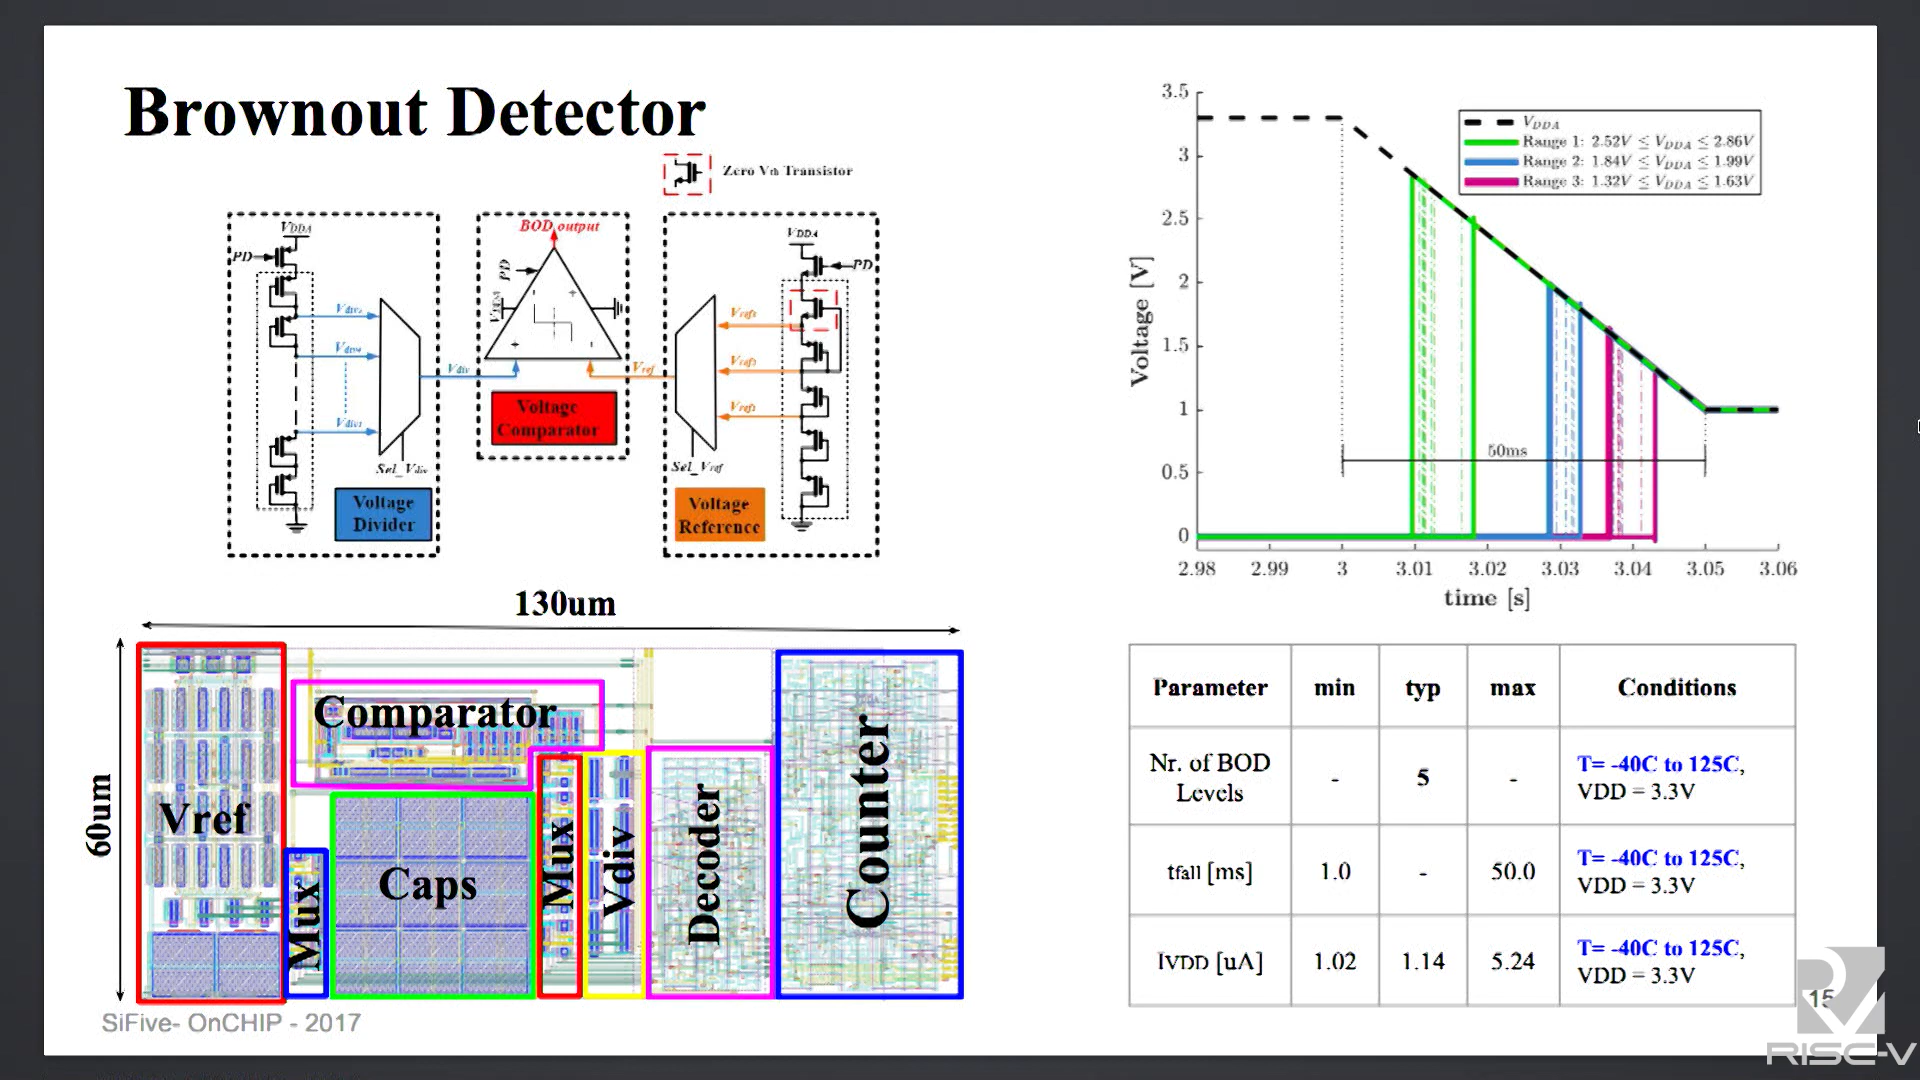 Brownout Detector
Zero Vth Transistor
VDDA
PD
Vdiv
Sel_Vdiv
Voltage
Divider
BOD output
PD
VDDA
+
-
Voltage
Comparator
Vref
VDDA
PD
Sel_Vref
Voltage
Reference
3.5
3
2.5
2
1.5
1
0.5
0
Voltage [V]
VDDA
Range 1: 2.52V ≤ VDDA ≤ 2.86V
Range 2: 1.84V ≤ VDDA ≤ 1.99V
Range 3: 1.32V ≤ VDDA ≤ 1.63V
50ms
2.98 2.99 3 3.01 3.02 3.03 3.04 3.05 3.06
time [s]
130um
60um
Vref
Comparator
Mux
Caps
Mux
Vdiv
Decoder
Counter
Parameter min typ max Conditions
Nr. of BOD Levels - 5 - T= -40C to 125C,
VDD = 3.3V
tfall [ms] 1.0 - 50.0 T= -40C to 125C,
VDD = 3.3V
IVDD [uA] 1.02 1.14 5.24 T= -40C to 125C,
VDD = 3.3V
SiFive- OnCHIP - 2017
15
RISC-V